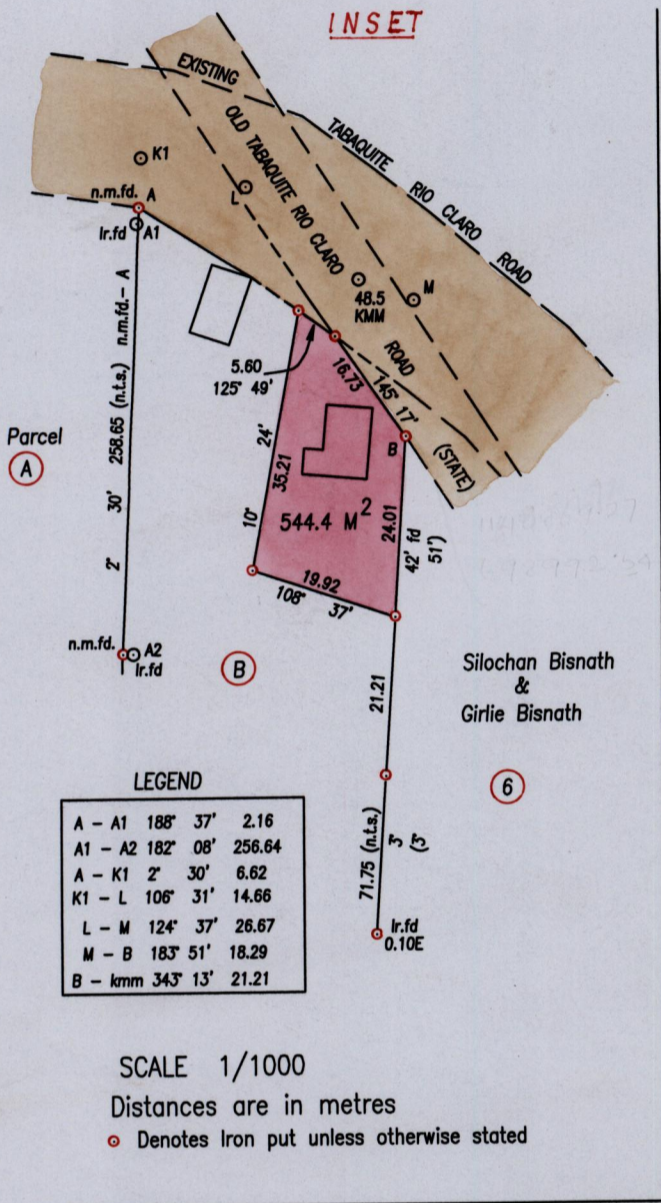 INSET
EXISTING
TABAQUITE RIO CLARO ROAD
OLD TABAQUITE RIO CLARO ROAD
(STATE)
K1
L
M
48.5
KMM
n.m.fd. A
Ir.fd A1
2° 30' 258.65 (n.t.s.) n.m.fd.- A
5.60
125° 49'
16.73
145° 17'
B
Parcel
A
10° 35.21 24'
544.4 M²
24.01
42' fd
51')
19.92
108° 37'
n.m.fd. A2
Ir.fd
B
21.21
Silochan Bisnath
&
Girlie Bisnath
6
71.75 (n.t.s.)
3°
(3°
Ir.fd
0.10E
LEGEND
A - A1 188° 37' 2.16
A1 - A2 182° 08' 256.64
A - K1 2° 30' 6.62
K1 - L 106° 31' 14.66
L - M 124° 37' 26.67
M - B 183° 51' 18.29
B - kmm 343° 13' 21.21
SCALE 1/1000
Distances are in metres
Denotes Iron put unless otherwise stated